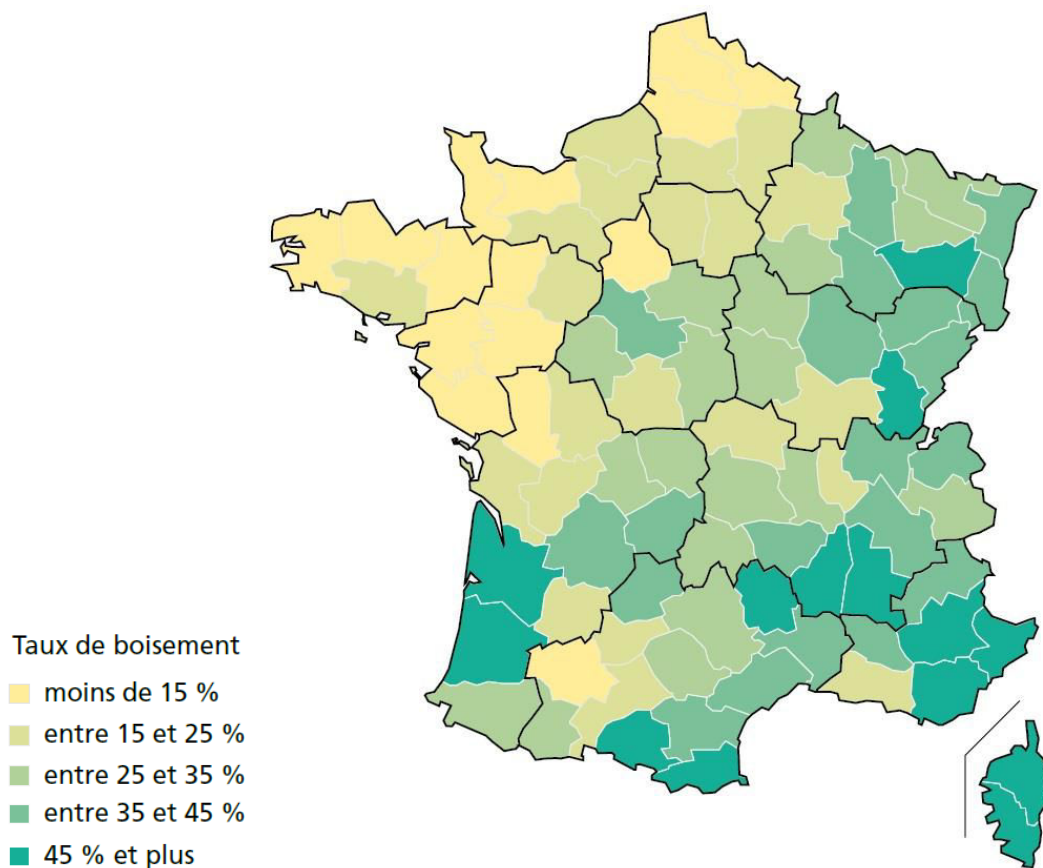 Taux de boisement
moins de 15 %
entre 15 et 25 %
entre 25 et 35 %
entre 35 et 45 %
45 % et plus